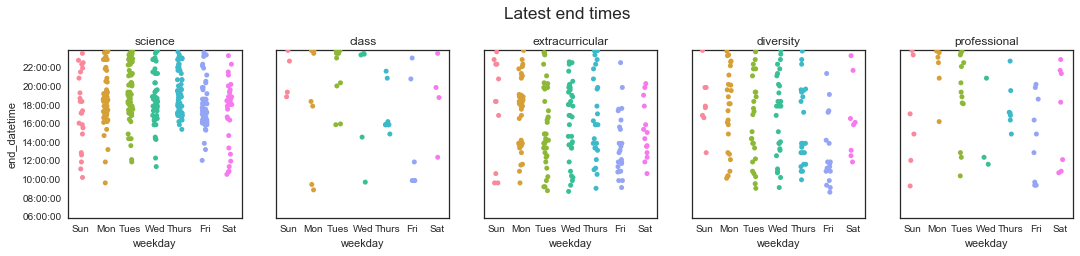 Latest end times
science
class
extracurricular
diversity
professional
end_datetime
22:00:00
20:00:00
18:00:00
16:00:00
14:00:00
12:00:00
10:00:00
08:00:00
06:00:00
Sun Mon Tues Wed Thurs Fri Sat
Sun Mon Tues Wed Thurs Fri Sat
Sun Mon Tues Wed Thurs Fri Sat
Sun Mon Tues Wed Thurs Fri Sat
Sun Mon Tues Wed Thurs Fri Sat
weekday
weekday
weekday
weekday
weekday